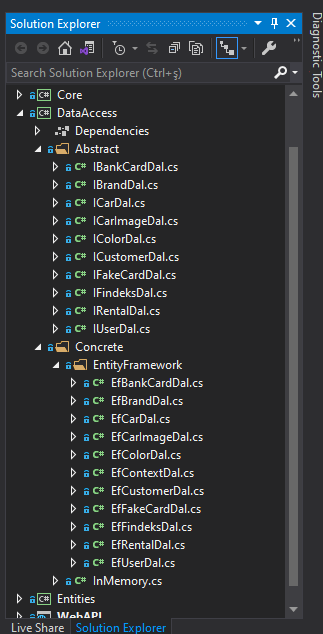 Solution Explorer
Search Solution Explorer (Ctrl+ş)
C# Core
C# DataAccess
Dependencies
Abstract
C# IBankCardDal.cs
C# IBrandDal.cs
C# ICarDal.cs
C# ICarImageDal.cs
C# IColorDal.cs
C# ICustomerDal.cs
C# IFakeCardDal.cs
C# IFindeksDal.cs
C# IRentalDal.cs
C# IUserDal.cs
Concrete
EntityFramework
C# EfBankCardDal.cs
C# EfBrandDal.cs
C# EfCarDal.cs
C# EfCarImageDal.cs
C# EfColorDal.cs
C# EfContextDal.cs
C# EfCustomerDal.cs
C# EfFakeCardDal.cs
C# EfFindeksDal.cs
C# EfRentalDal.cs
C# EfUserDal.cs
C# InMemory.cs
C# Entities
WebAPI
Live Share Solution Explorer
Diagnostic Tools